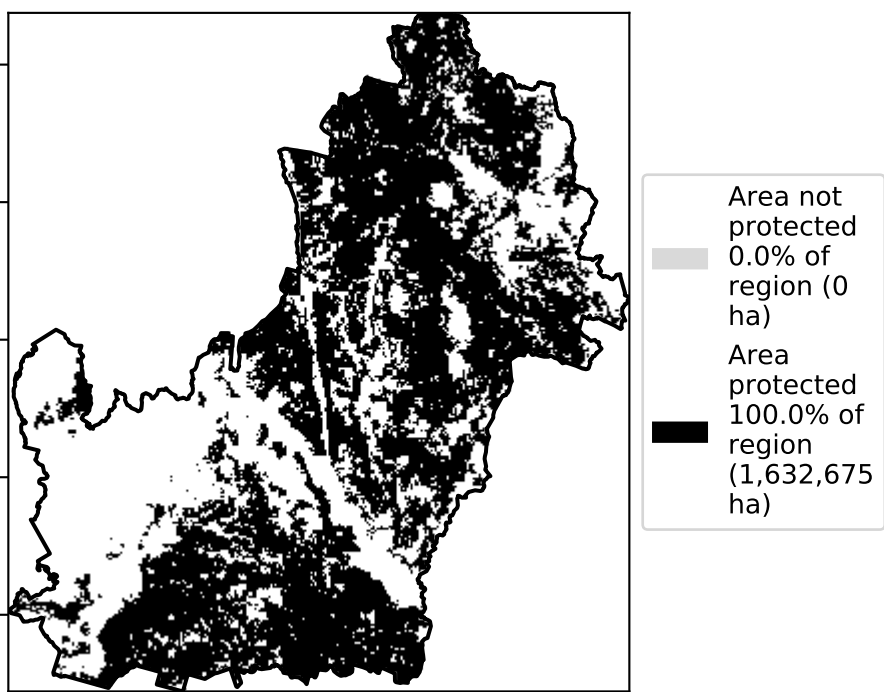 Area not
protected
0.0% of
region (0
ha)
Area
protected
100.0% of
region
(1,632,675
ha)